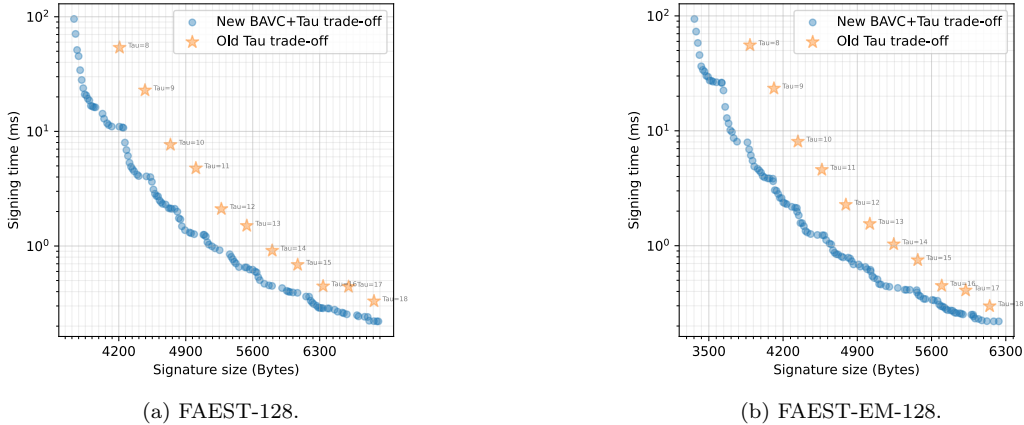 New BAVC+Tau trade-off
Old Tau trade-off
Tau=8
Tau=9
Tau=10
Tau=11
Tau=12
Tau=13
Tau=14
Tau=15
Tau=16
Tau=17
Tau=18
10²
10¹
10⁰
Signing time (ms)
4200 4900 5600 6300
Signature size (Bytes)
(a) FAEST-128.
New BAVC+Tau trade-off
Old Tau trade-off
Tau=8
Tau=9
Tau=10
Tau=11
Tau=12
Tau=13
Tau=14
Tau=15
Tau=16
Tau=17
Tau=18
10²
10¹
10⁰
Signing time (ms)
3500 4200 4900 5600 6300
Signature size (Bytes)
(b) FAEST-EM-128.